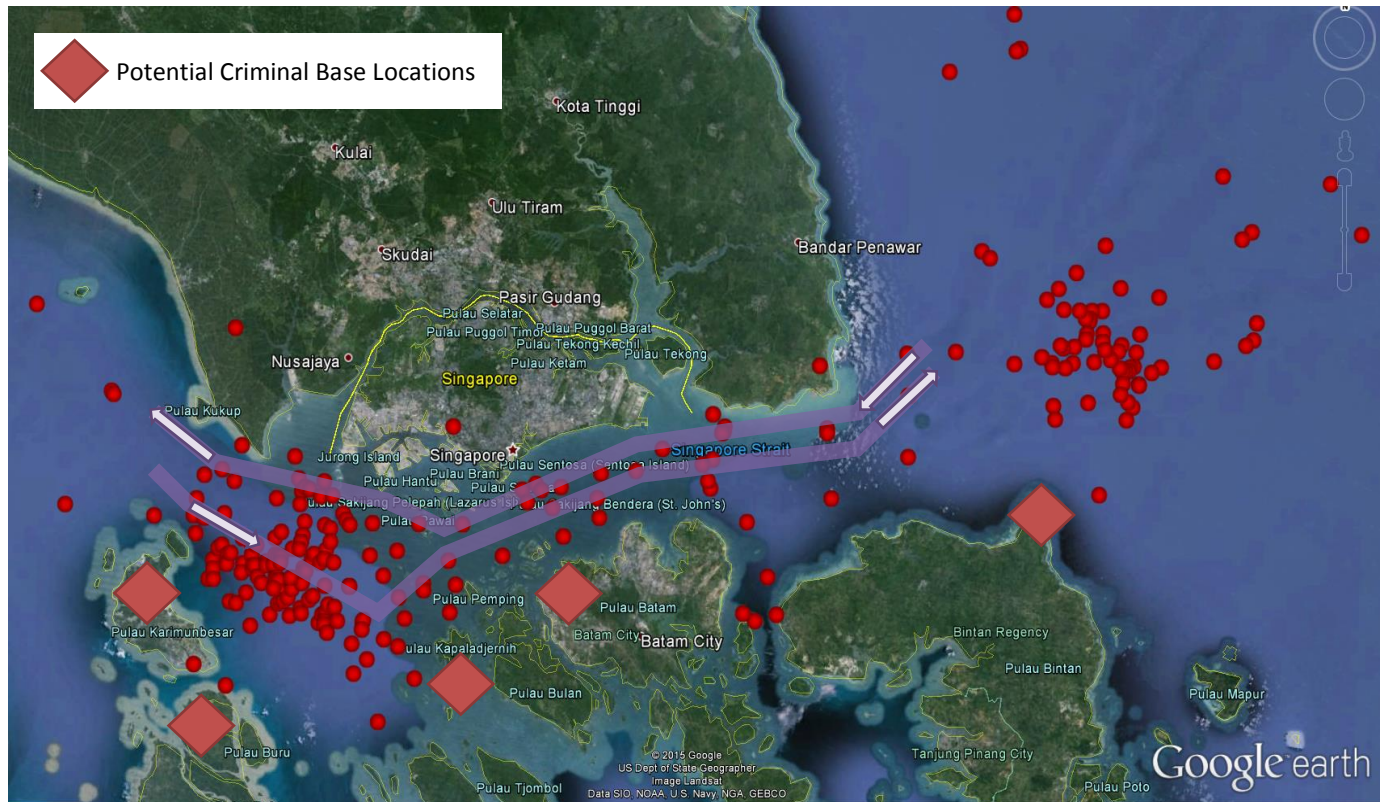 N
Potential Criminal Base Locations
Kota Tinggi
Kulai
Ulu Tiram
Skudai
Bandar Penawar
Pasir Gudang
Pulau Selatar
Pulau Puggol Timor
Pulau Puggol Barat
Pulau Tekong Kechil
Pulau Tekong
Nusajaya
Pulau Ketam
Singapore
Pulau Kukup
Singapore Strait
Jurong Island
Singapore
Pulau Sentosa (Sentosa Island)
Pulau Brani
Pulau Hantu
Pulau Sakijang Pelepah (Lazarus
Sakijang Bendera (St. John's)
Pulau Pawai
Pulau Pemping
Pulau Batam
Pulau Karimunbesar
Batam City
Batam City
Bintan Regency
Pulau Kapaladjernih
Pulau Bintan
Pulau Bulan
Pulau Mapur
Pulau Buru
Tanjung Pinang City
© 2015 Google
US Dept of State Geographer
Image Landsat
Data SIO, NOAA, U.S. Navy, NGA, GEBCO
Pulau Tjombol
Pulau Poto
Google earth